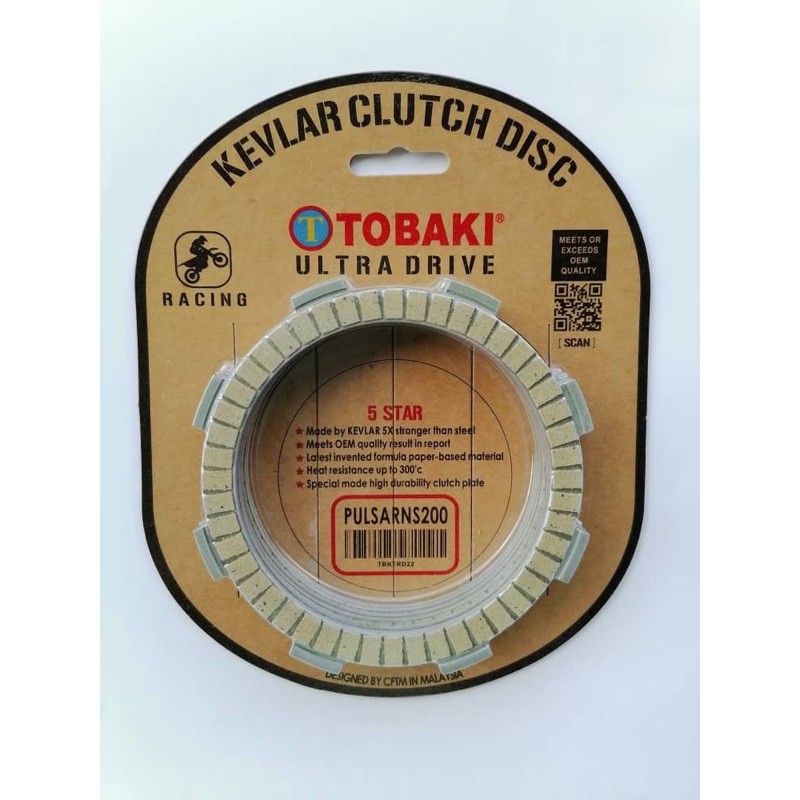 KEVLAR CLUTCH DISC
T TOBAKI®
ULTRA DRIVE
RACING
MEETS OR
EXCEEDS
OEM
QUALITY
[ SCAN ]
5 STAR
★ Made by KEVLAR 5X stronger than steel
★ Meets OEM quality result in report
★ Latest invented formula paper-based material
★ Heat resistance up to 300'c
★ Special made high durability clutch plate
PULSARNS200
TBKTRD22
DESIGNED BY CFTM IN MALAYSIA